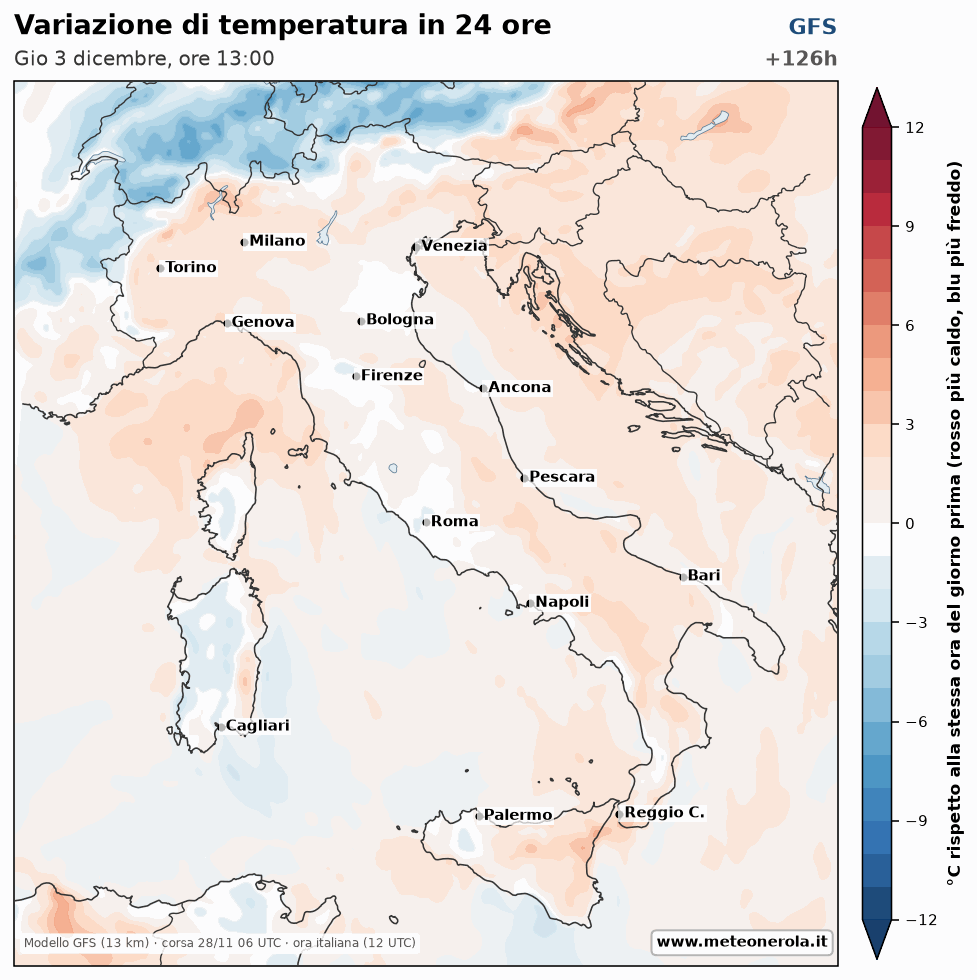 Variazione di temperatura in 24 ore
GFS
Gio 3 dicembre, ore 13:00
+126h
Milano
Venezia
Torino
Genova
Bologna
Firenze
Ancona
Pescara
Roma
Bari
Napoli
Cagliari
Palermo
Reggio C.
12
9
6
3
0
−3
−6
−9
−12
°C rispetto alla stessa ora del giorno prima (rosso più caldo, blu più freddo)
Modello GFS (13 km) · corsa 28/11 06 UTC · ora italiana (12 UTC)
www.meteonerola.it